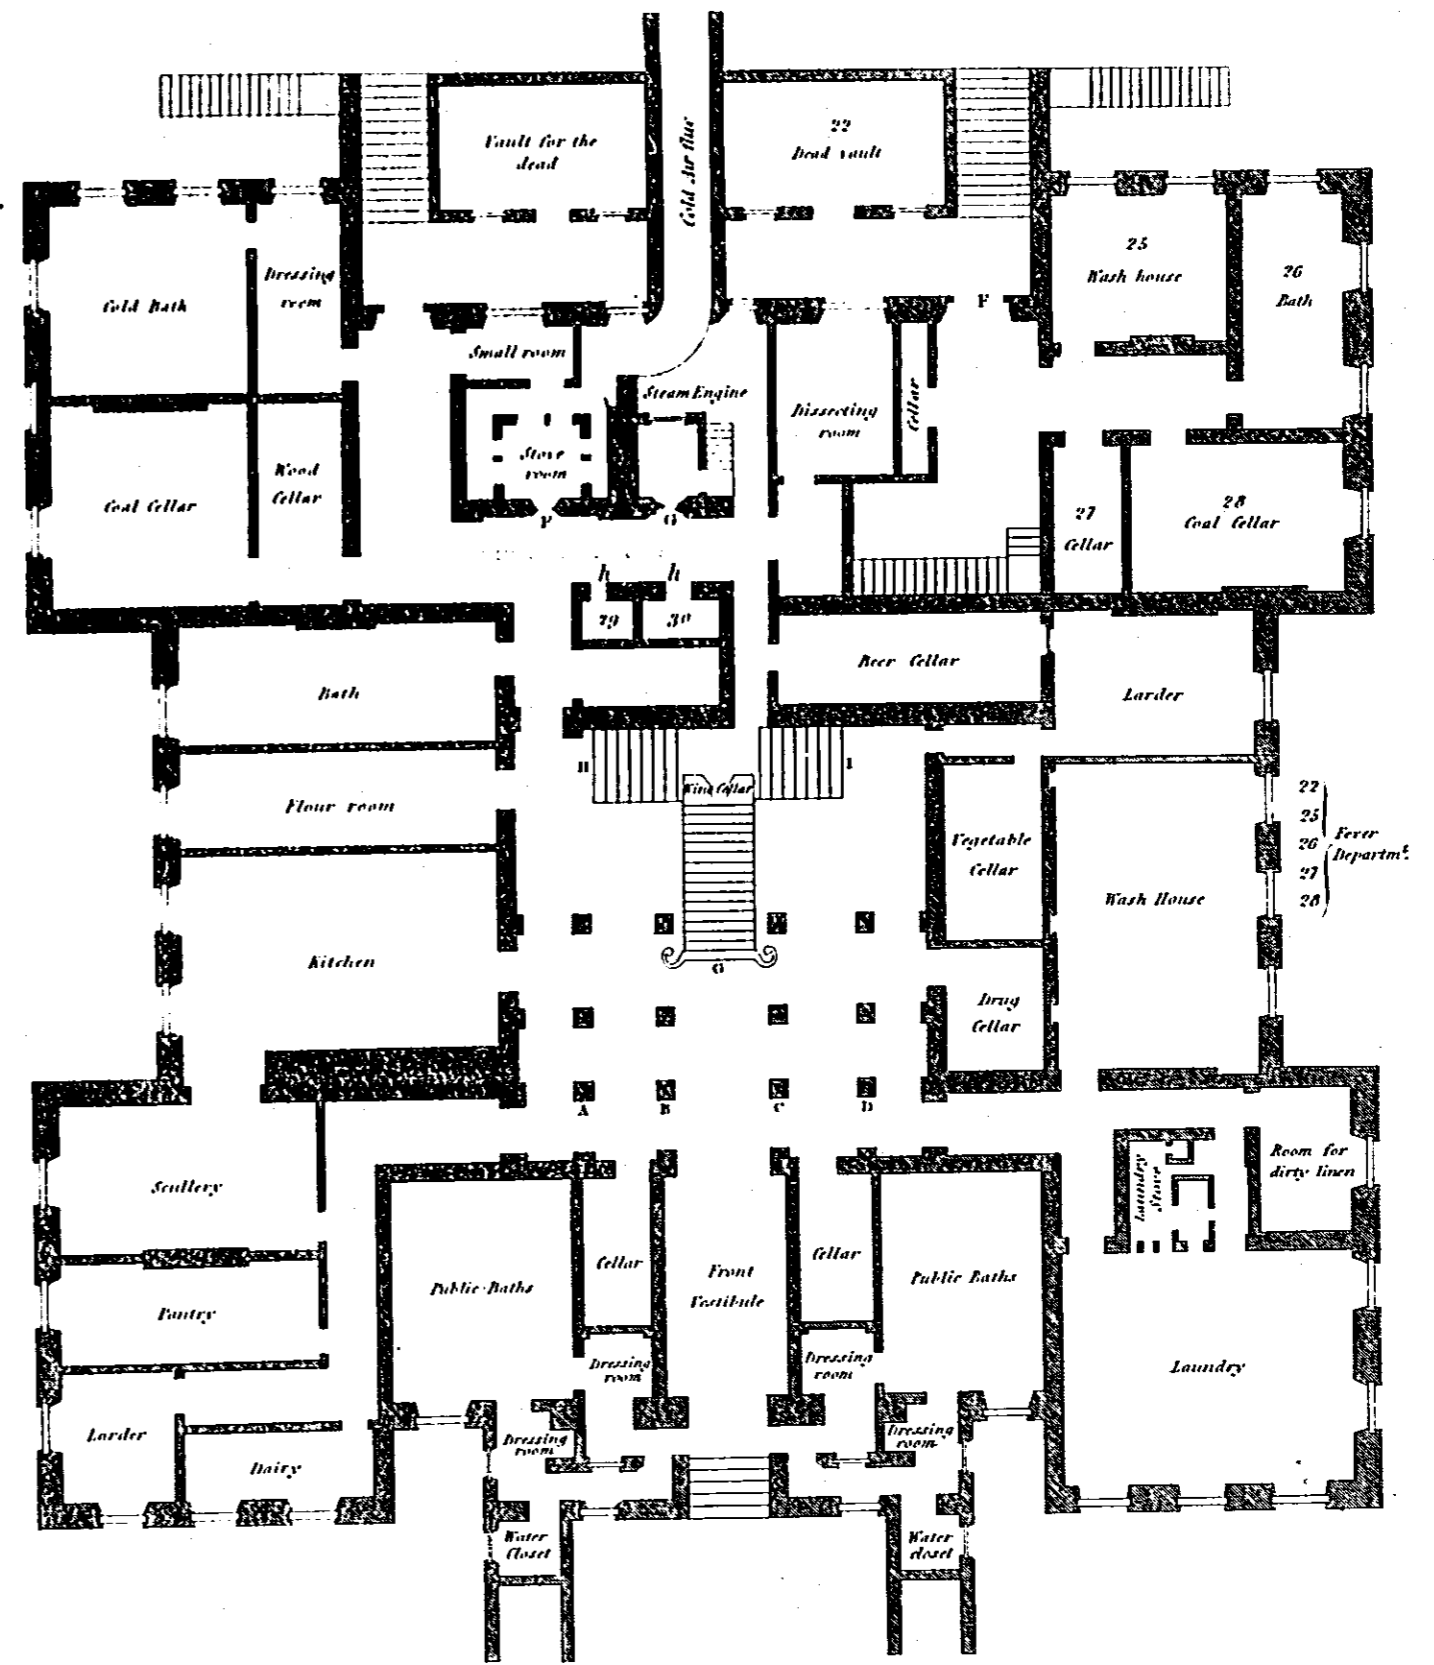 Vault for the
dead
Cold Air flue
22
Dead vault
Cold Bath
Dressing
room
25
Wash house
26
Bath
F
Small room
Steam Engine
Dissecting
room
Cellar
Stove
room
Coal Cellar
Wood
Cellar
27
Cellar
28
Coal Cellar
P
G
h
h
29
30
Beer Cellar
Bath
Larder
H
I
Wine Cellar
Flour room
Vegetable
Cellar
Wash House
22
25
26
27
28
Fever
Departmt.
Kitchen
G
Drug
Cellar
A
B
C
D
Scullery
Laundry
Stove
Room for
dirty linen
Public Baths
Cellar
Front
Vestibule
Cellar
Public Baths
Pantry
Dressing
room
Dressing
room
Laundry
Larder
Dairy
Dressing
room
Dressing
room
Water
Closet
Water
closet